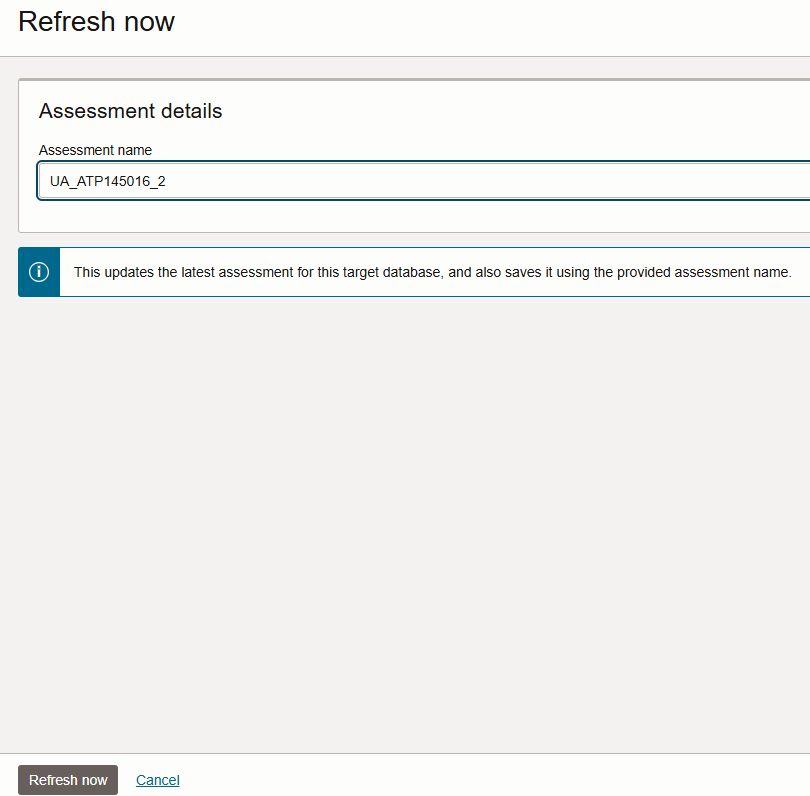 Refresh now
Assessment details
Assessment name
UA_ATP145016_2
This updates the latest assessment for this target database, and also saves it using the provided assessment name.
Refresh now Cancel